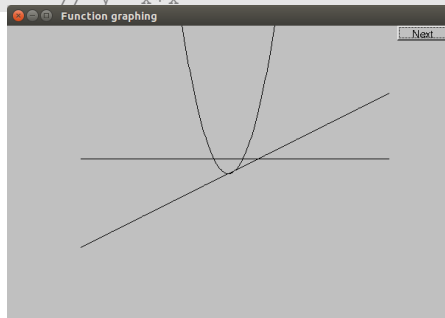 // y = x*x
Function graphing
Next